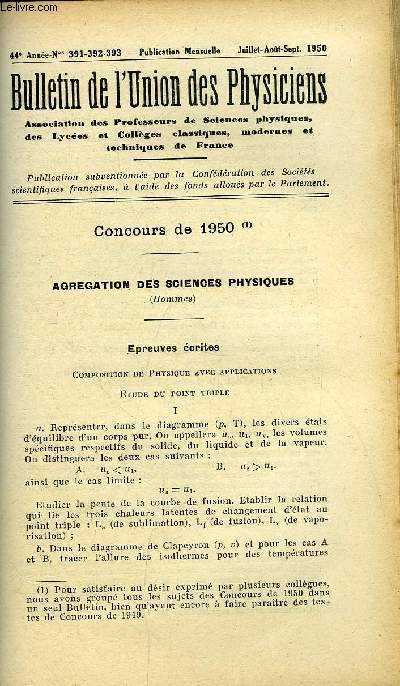 44e Année-Nos 391-392-393 Publication Mensuelle Juillet-Août-Sept. 1950
Bulletin de l'Union des Physiciens
Association des Professeurs de Sciences physiques,
des Lycées et Collèges classiques, modernes et
techniques de France
Publication subventionnée par la Confédération des Sociétés
scientifiques françaises, à l'aide des fonds alloués par le Parlement.
Concours de 1950 (1)
AGREGATION DES SCIENCES PHYSIQUES
(Hommes)
Epreuves écrites
COMPOSITION DE PHYSIQUE AVEC APPLICATIONS
ETUDE DU POINT TRIPLE
I
a. Représenter, dans le diagramme (p, T), les divers états
d'équilibre d'un corps pur. On appellera us, u1, uv, les volumes
spécifiques respectifs du solide, du liquide et de la vapeur.
On distinguera les deux cas suivants :
A. us < u1, B. us > u1.
ainsi que le cas limite :
us = u1.
Etudier la pente de la courbe de fusion. Etablir la relation
qui lie les trois chaleurs latentes de changement d'état au
point triple : Ls (de sublimation), Lf (de fusion), Lv (de vapo-
risation) ;
b. Dans le diagramme de Clapeyron (p, u) et pour les cas A
et B, tracer l'allure des isothermes pour des températures
(1) Pour satisfaire au désir exprimé par plusieurs collègues,
nous avons groupé tous les sujets des Concours de 1950 dans
un seul Bulletin, bien qu'ayant encore à faire paraître des tex-
tes de Concours de 1949.